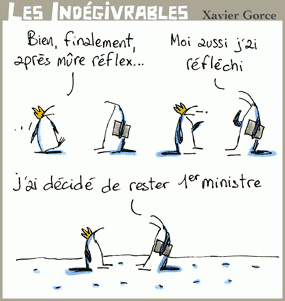 LES INDÉGIVRABLES
Xavier Gorce
Bien, finalement,
après mûre réflex...
Moi aussi j'ai
réfléchi
j'ai décidé de rester 1er ministre